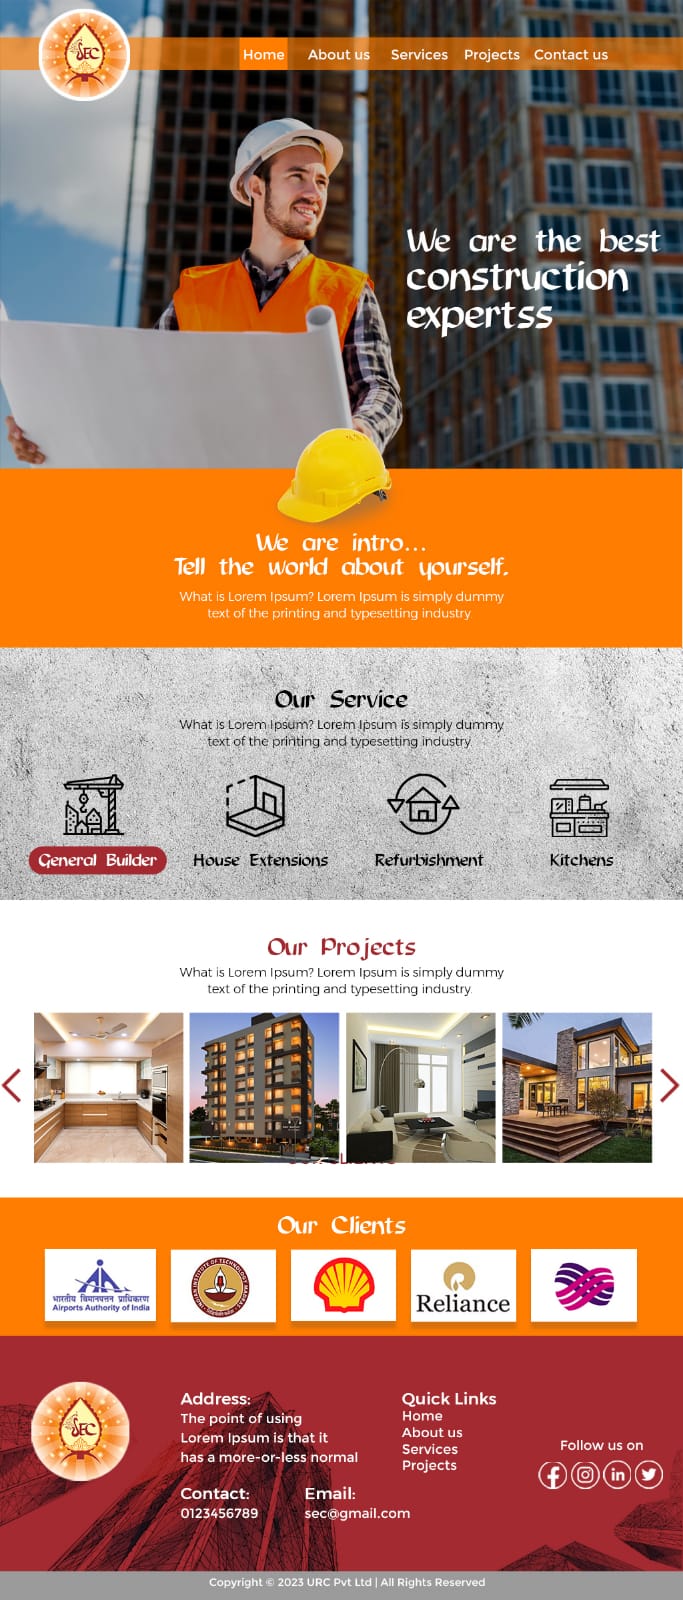 SEC
Home About us Services Projects Contact us
We are the best
construction
expertss
We are intro...
Tell the world about yourself.
What is Lorem Ipsum? Lorem Ipsum is simply dummy
text of the printing and typesetting industry.
Our Service
What is Lorem Ipsum? Lorem Ipsum is simply dummy
text of the printing and typesetting industry.
General Builder House Extensions Refurbishment Kitchens
Our Projects
What is Lorem Ipsum? Lorem Ipsum is simply dummy
text of the printing and typesetting industry.
Our Clients
भारतीय विमानपत्तन प्राधिकरण
Airports Authority of India
Reliance
SEC
Address:
The point of using
Lorem Ipsum is that it
has a more-or-less normal
Contact: Email:
0123456789 sec@gmail.com
Quick Links
Home
About us
Services
Projects
Follow us on
Copyright © 2023 URC Pvt Ltd | All Rights Reserved